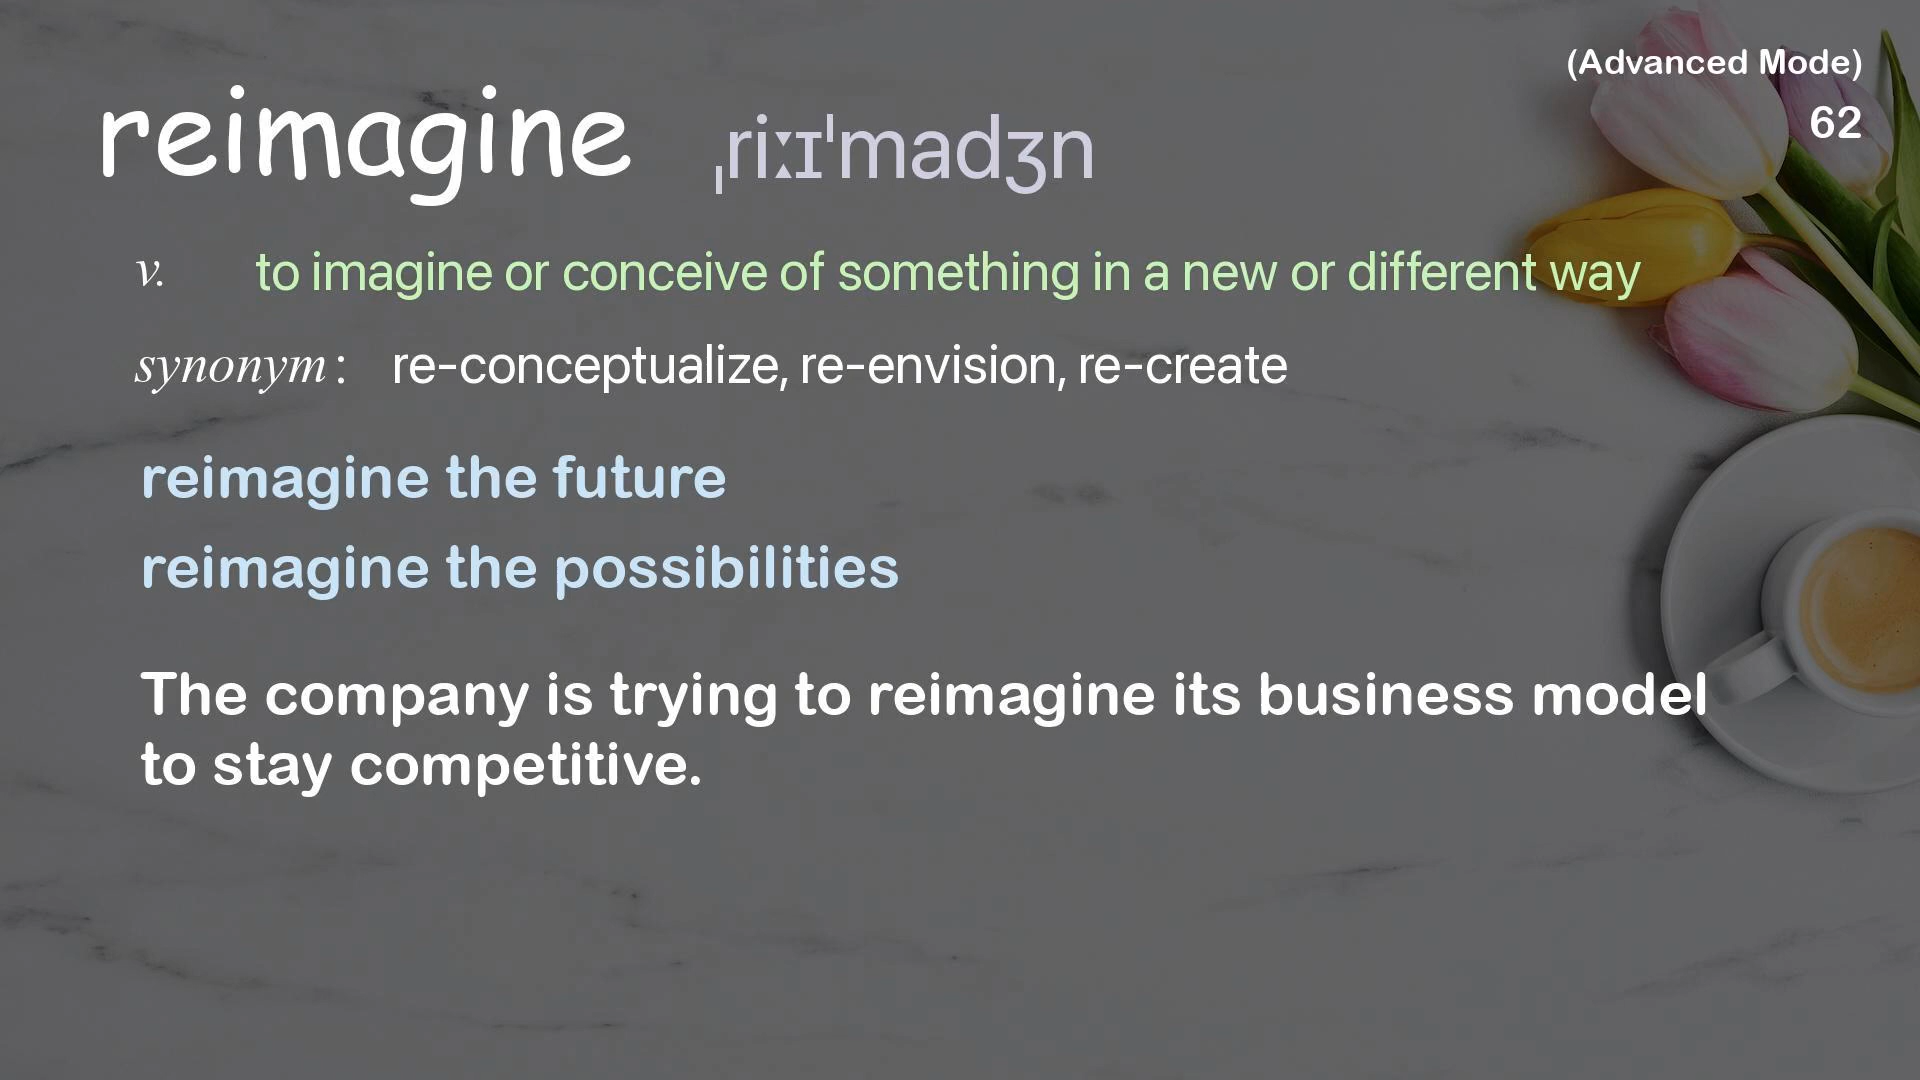 (Advanced Mode)
62
reimagine ˌriːɪˈmadʒn
v. to imagine or conceive of something in a new or different way
synonym : re-conceptualize, re-envision, re-create
reimagine the future
reimagine the possibilities
The company is trying to reimagine its business model
to stay competitive.